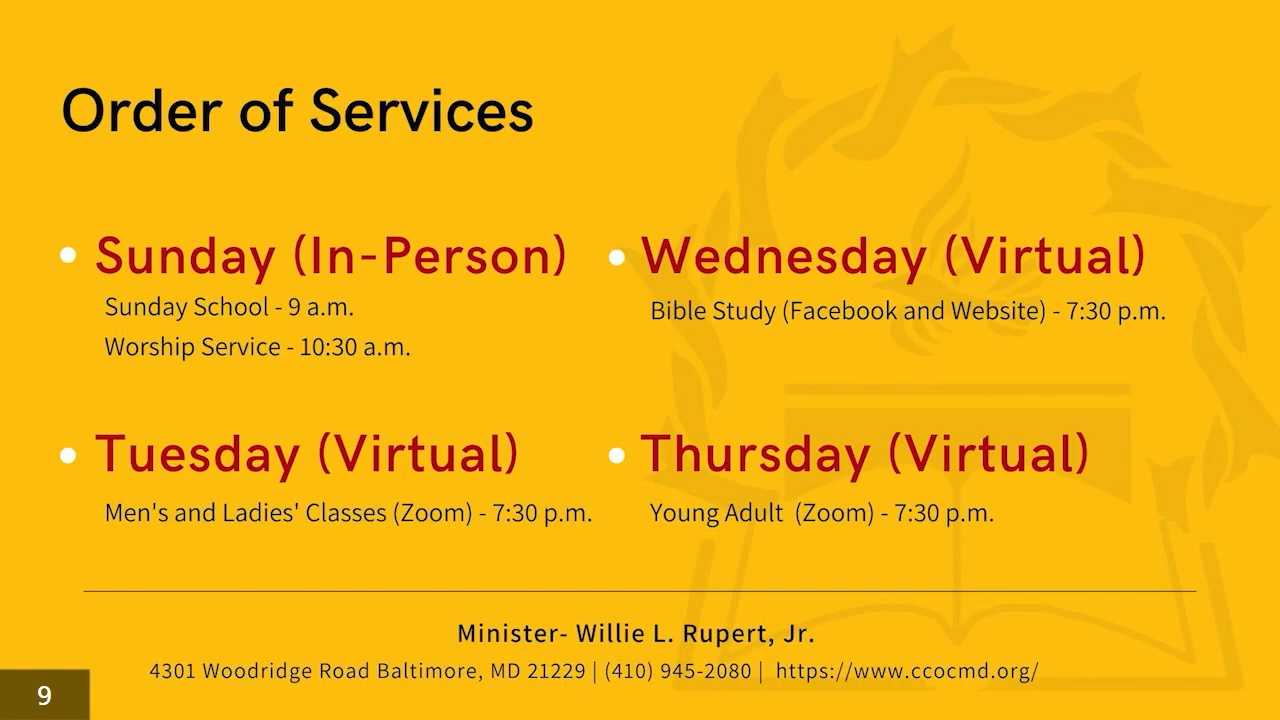 Order of Services
Sunday (In-Person)
Sunday School - 9 a.m.
Worship Service - 10:30 a.m.
Wednesday (Virtual)
Bible Study (Facebook and Website) - 7:30 p.m.
Tuesday (Virtual)
Men's and Ladies' Classes (Zoom) - 7:30 p.m.
Thursday (Virtual)
Young Adult (Zoom) - 7:30 p.m.
Minister- Willie L. Rupert, Jr.
4301 Woodridge Road Baltimore, MD 21229 | (410) 945-2080 | https://www.ccocmd.org/
9